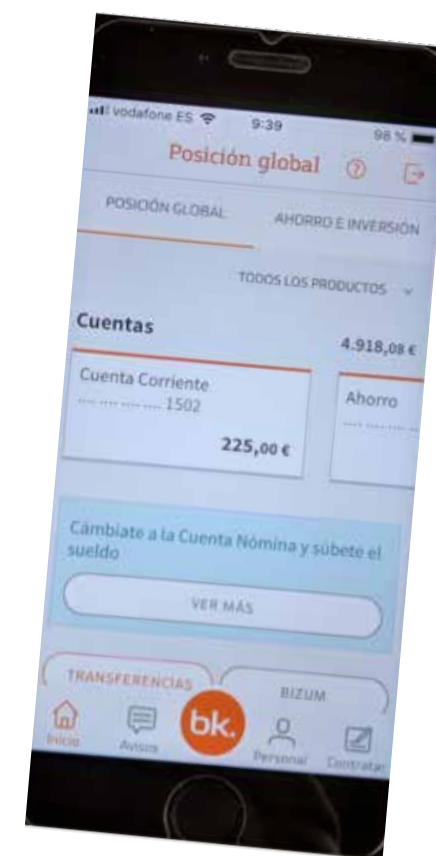 vodafone ES 9:39 98 %
Posición global ?
POSICIÓN GLOBAL AHORRO E INVERSIÓN
TODOS LOS PRODUCTOS
Cuentas 4.918,08 €
Cuenta Corriente Ahorro
.... .... .... .... 1502 .... .... .... ..
225,00 €
Cámbiate a la Cuenta Nómina y súbete el
sueldo
VER MÁS
TRANSFERENCIAS BIZUM
bk.
Inicio Avisos Personal Contratar